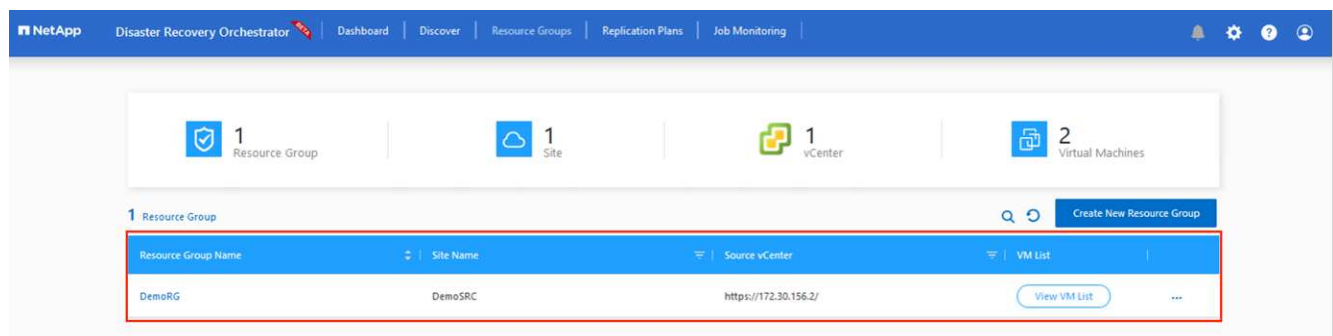 NetApp Disaster Recovery Orchestrator BETA Dashboard Discover Resource Groups Replication Plans Job Monitoring
1 Resource Group
1 Site
1 vCenter
2 Virtual Machines
1 Resource Group Create New Resource Group
Resource Group Name Site Name Source vCenter VM List
DemoRG DemoSRC https://172.30.156.2/ View VM List ...